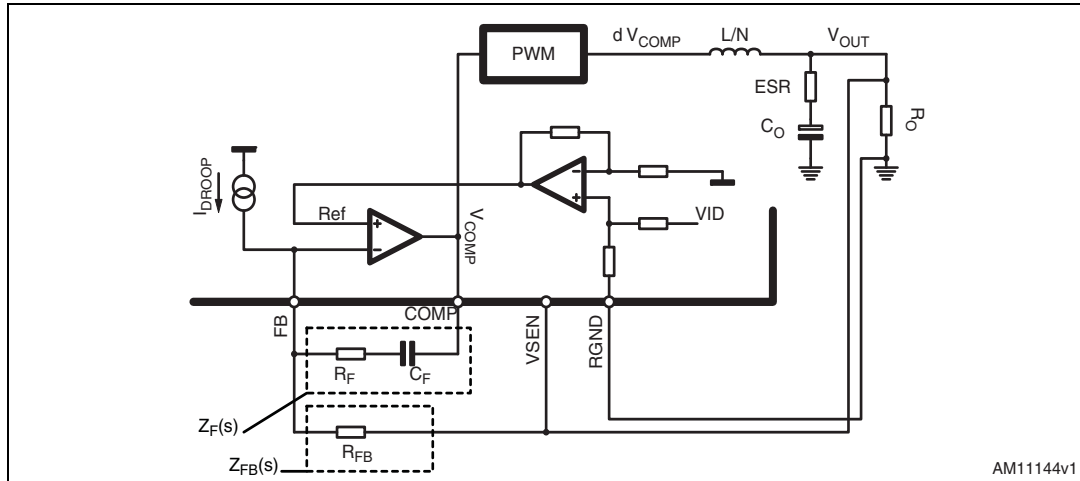 PWM
d V_COMP
L/N
V_OUT
ESR
C_O
R_O
I_DROOP
Ref
V_COMP
VID
FB
COMP
VSEN
RGND
R_F
C_F
Z_F(s)
R_FB
Z_FB(s)
AM11144v1